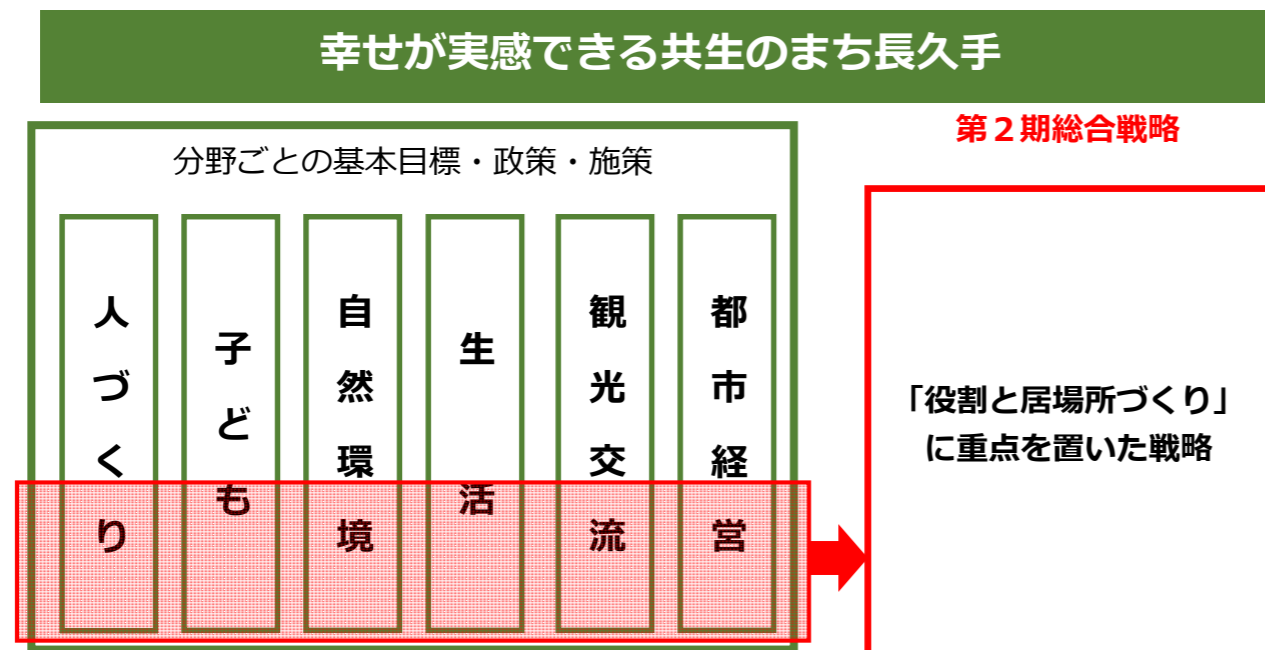 幸せが実感できる共生のまち長久手
第２期総合戦略
分野ごとの基本目標・政策・施策
人づくり
子ども
自然環境
生活
観光交流
都市経営
「役割と居場所づくり」
に重点を置いた戦略